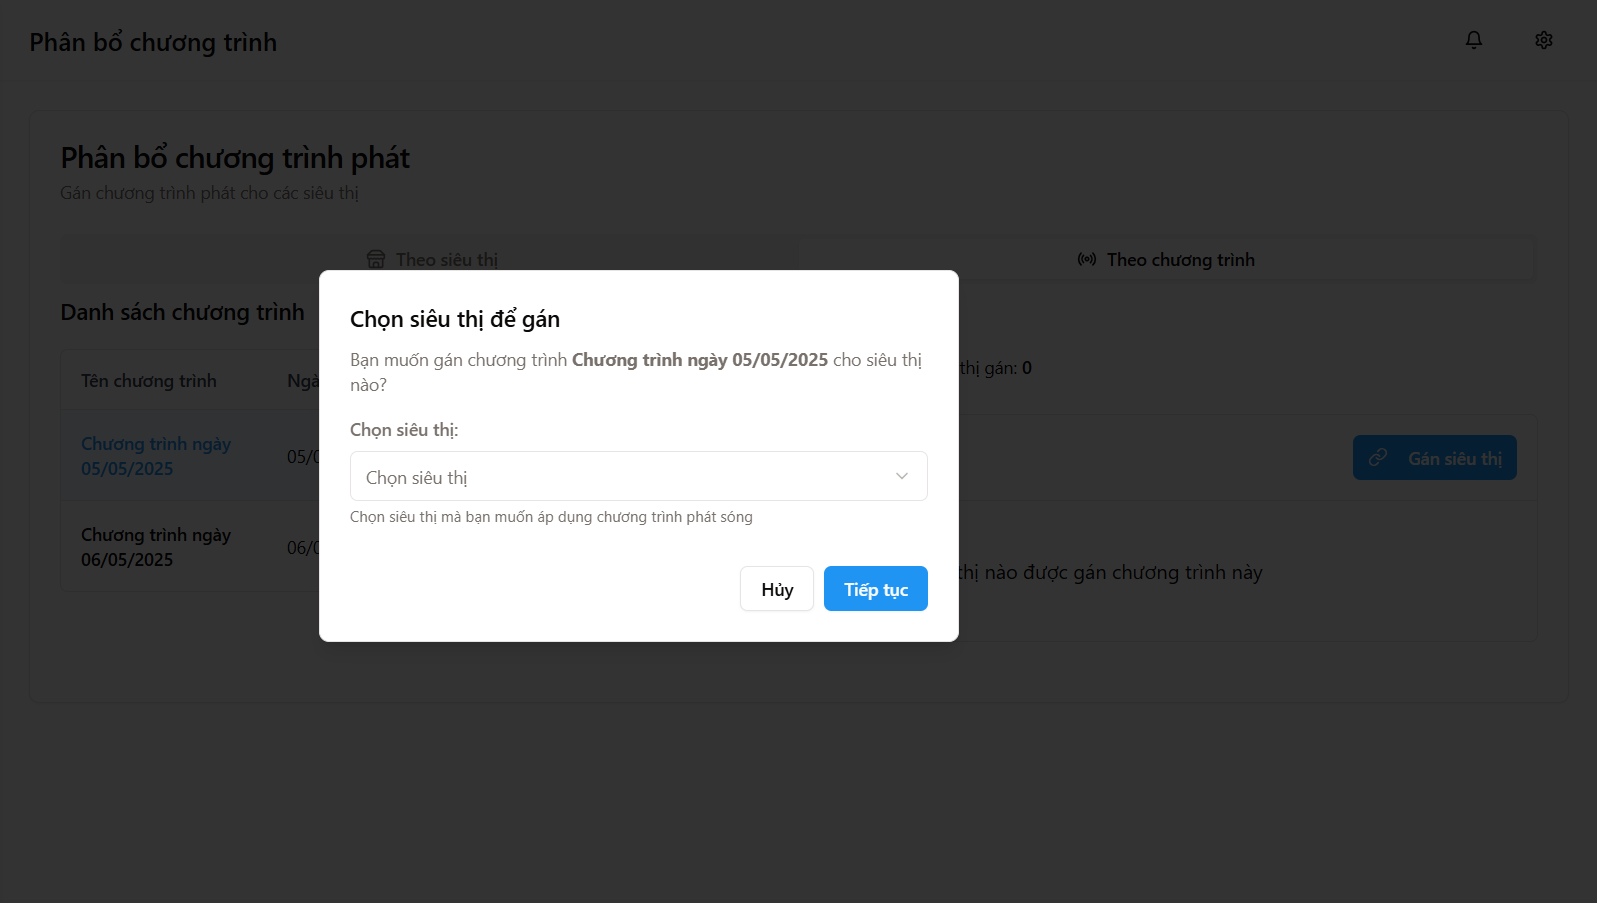 Phân bổ chương trình
Phân bổ chương trình phát
Gán chương trình phát cho các siêu thị
Theo siêu thị
Theo chương trình
Danh sách chương trình
thị gán: 0
Tên chương trình
Chương trình ngày
05/05/2025
05/0
Gán siêu thị
Chương trình ngày
06/05/2025
06/0
thị nào được gán chương trình này
Chọn siêu thị để gán
Bạn muốn gán chương trình Chương trình ngày 05/05/2025 cho siêu thị
nào?
Chọn siêu thị:
Chọn siêu thị
Chọn siêu thị mà bạn muốn áp dụng chương trình phát sóng
Hủy
Tiếp tục